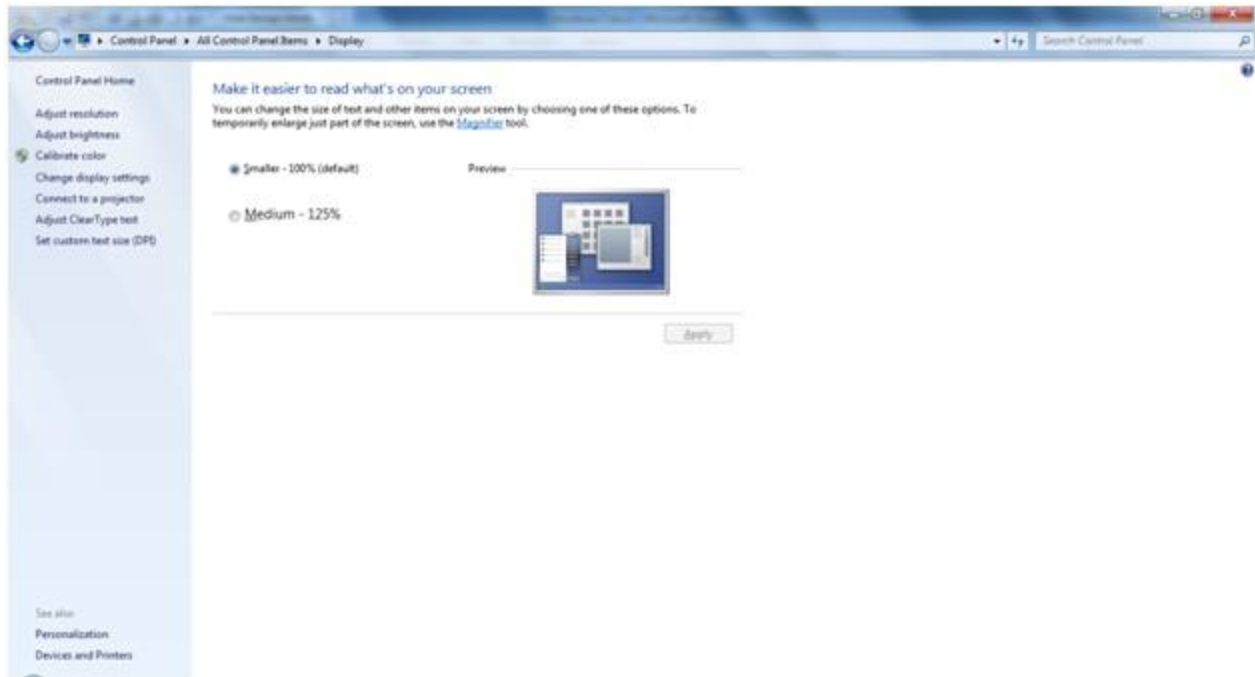 Control Panel ▸ All Control Panel Items ▸ Display
Search Control Panel
Control Panel Home
Adjust resolution
Adjust brightness
Calibrate color
Change display settings
Connect to a projector
Adjust ClearType text
Set custom text size (DPI)
Make it easier to read what's on your screen
You can change the size of text and other items on your screen by choosing one of these options. To
temporarily enlarge just part of the screen, use the Magnifier tool.
Smaller - 100% (default)
Preview
Medium - 125%
Apply
See also
Personalization
Devices and Printers